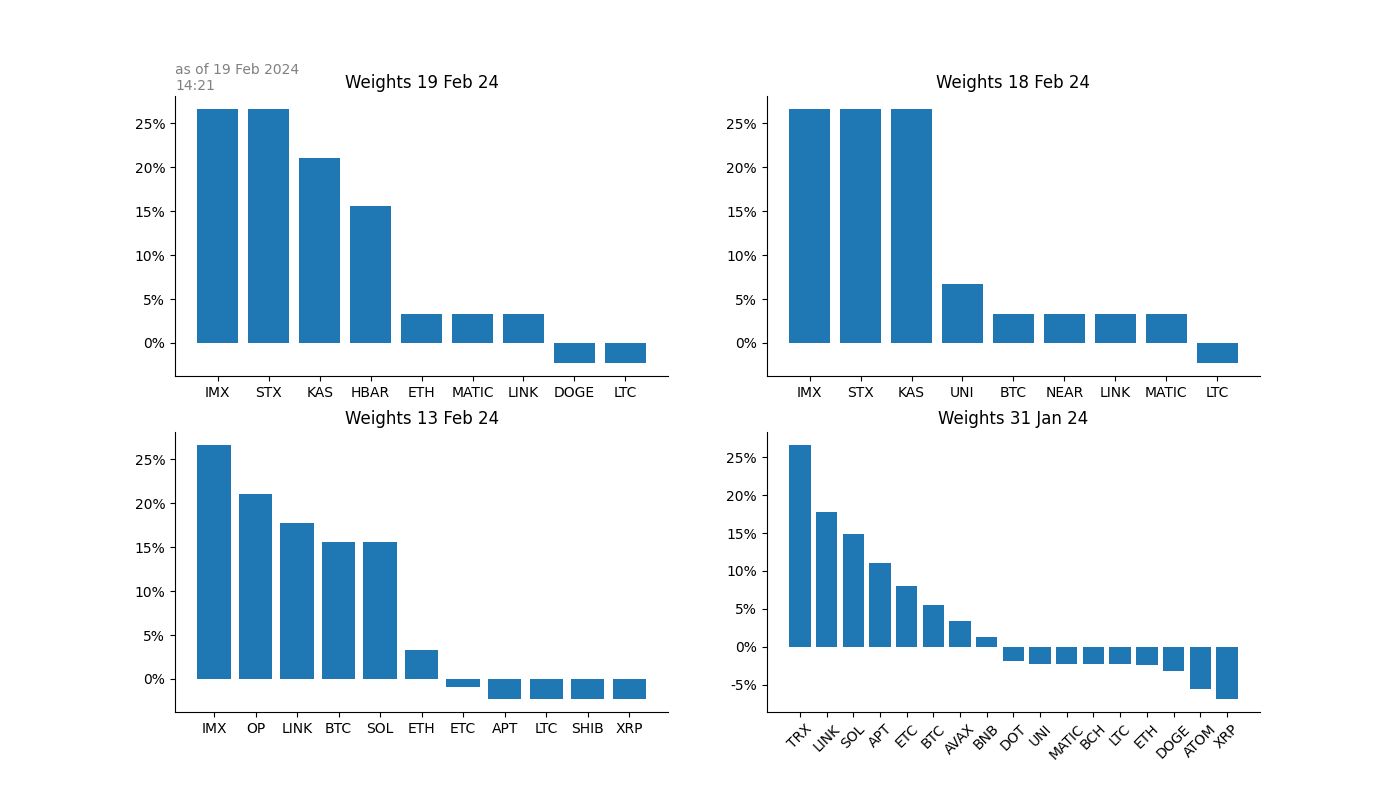 as of 19 Feb 2024
14:21
Weights 19 Feb 24
25%
20%
15%
10%
5%
0%
IMX STX KAS HBAR ETH MATIC LINK DOGE LTC
Weights 18 Feb 24
25%
20%
15%
10%
5%
0%
IMX STX KAS UNI BTC NEAR LINK MATIC LTC
Weights 13 Feb 24
25%
20%
15%
10%
5%
0%
IMX OP LINK BTC SOL ETH ETC APT LTC SHIB XRP
Weights 31 Jan 24
25%
20%
15%
10%
5%
0%
-5%
TRX LINK SOL APT ETC BTC AVAX BNB DOT UNI MATIC BCH LTC ETH DOGE ATOM XRP